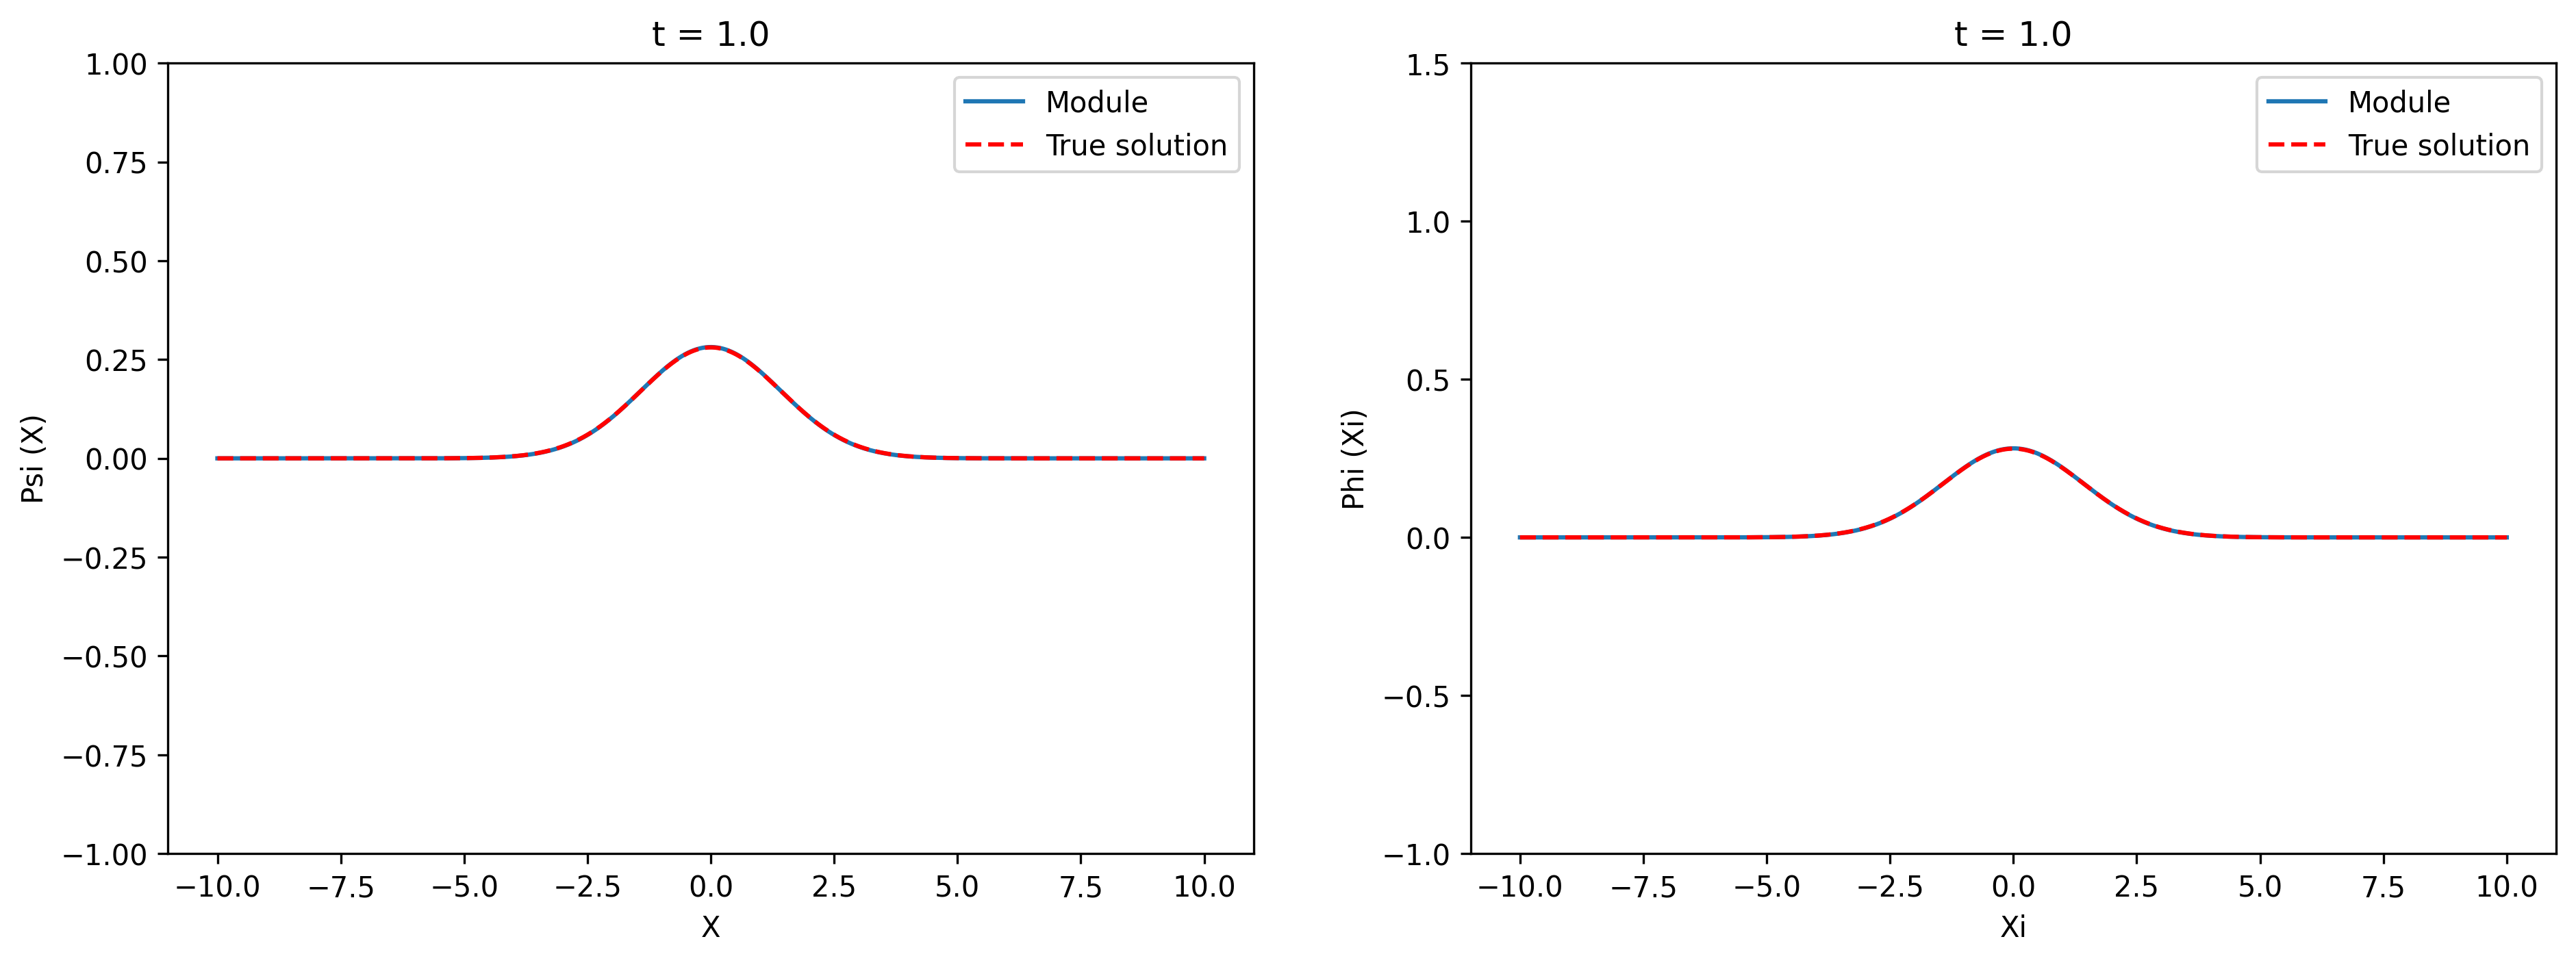 t = 1.0
1.00
0.75
0.50
0.25
0.00
−0.25
−0.50
−0.75
−1.00
Psi (X)
Module
True solution
−10.0 −7.5 −5.0 −2.5 0.0 2.5 5.0 7.5 10.0
X
t = 1.0
1.5
1.0
0.5
0.0
−0.5
−1.0
Phi (Xi)
Module
True solution
−10.0 −7.5 −5.0 −2.5 0.0 2.5 5.0 7.5 10.0
Xi